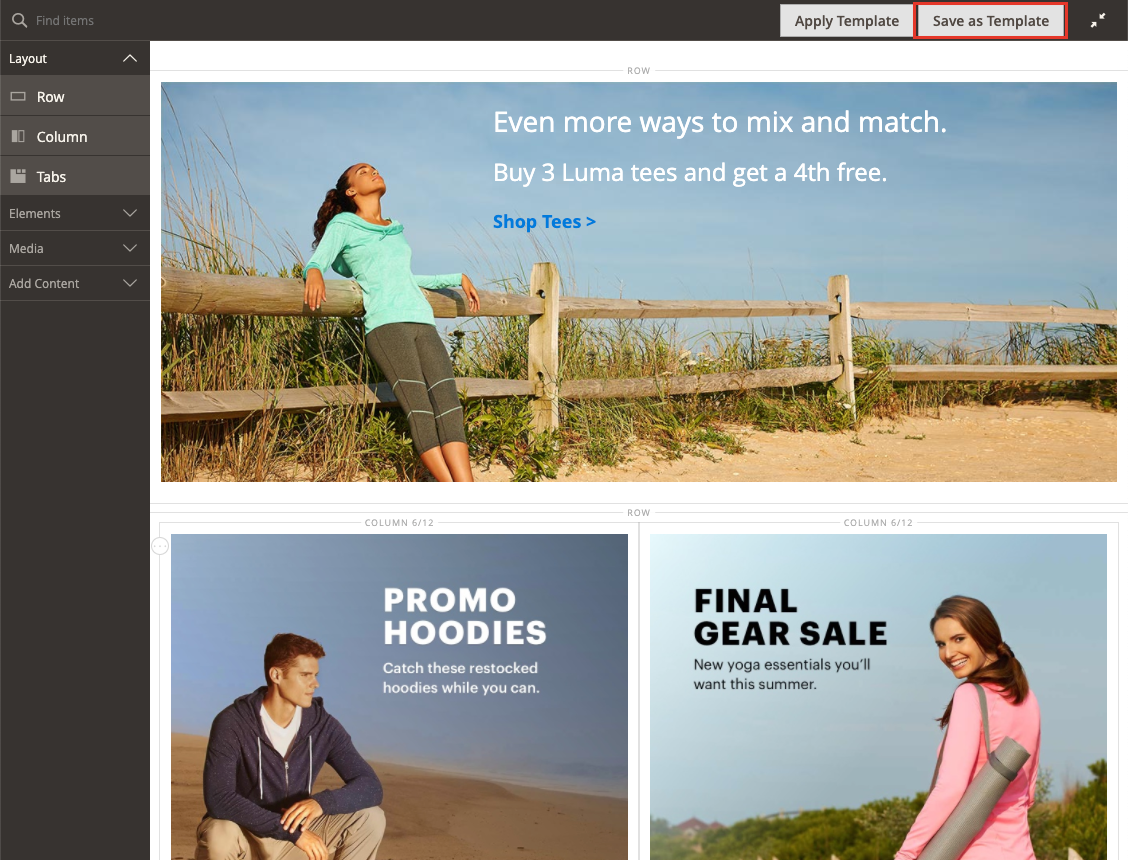 Find items
Apply Template
Save as Template
Layout
Row
Column
Tabs
Elements
Media
Add Content
ROW
Even more ways to mix and match.
Buy 3 Luma tees and get a 4th free.
Shop Tees >
ROW
COLUMN 6/12
COLUMN 6/12
PROMO
HOODIES
Catch these restocked
hoodies while you can.
FINAL
GEAR SALE
New yoga essentials you’ll
want this summer.